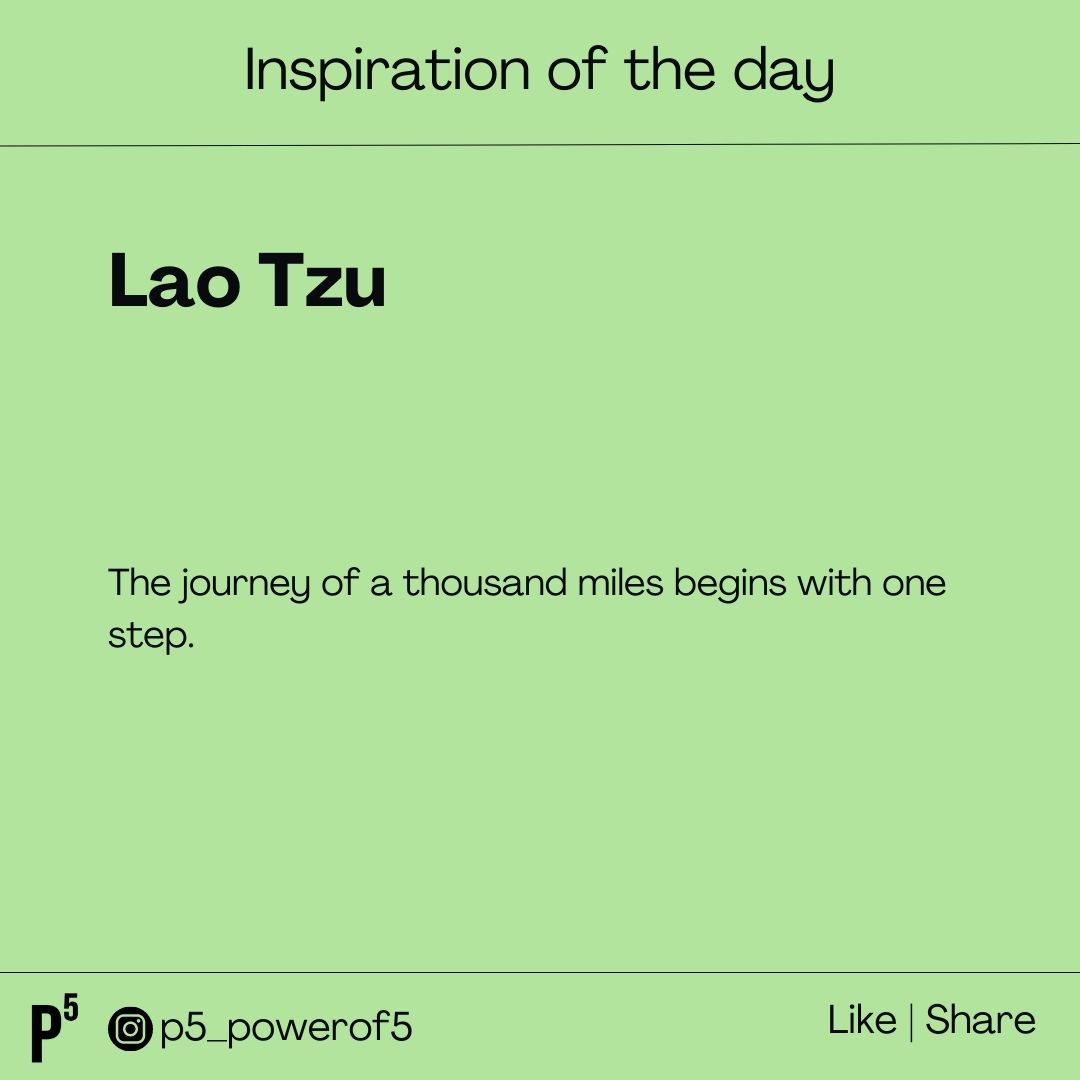 Inspiration of the day
Lao Tzu
The journey of a thousand miles begins with one
step.
P⁵
p5_powerof5
Like | Share